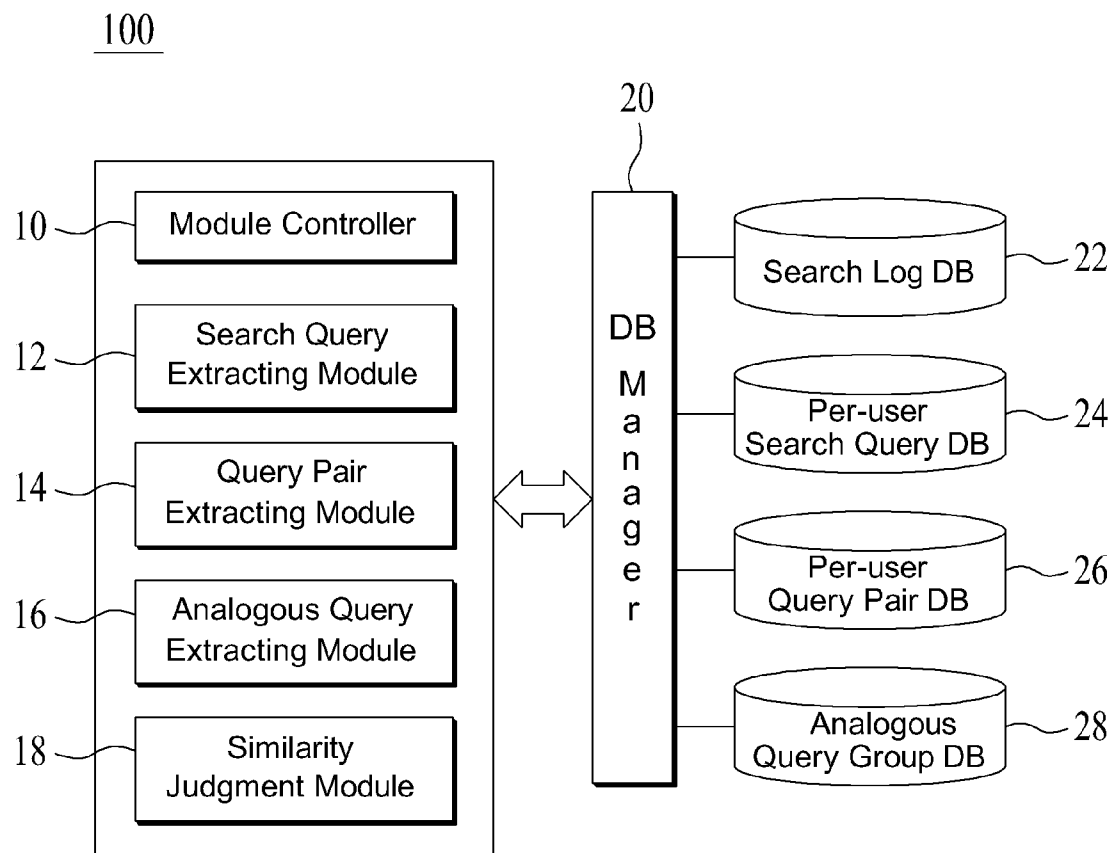 100
20
10
Module Controller
12
Search Query
Extracting Module
14
Query Pair
Extracting Module
16
Analogous Query
Extracting Module
18
Similarity
Judgment Module
DB
Manager
Search Log DB
22
Per-user
Search Query DB
24
Per-user
Query Pair DB
26
Analogous
Query Group DB
28